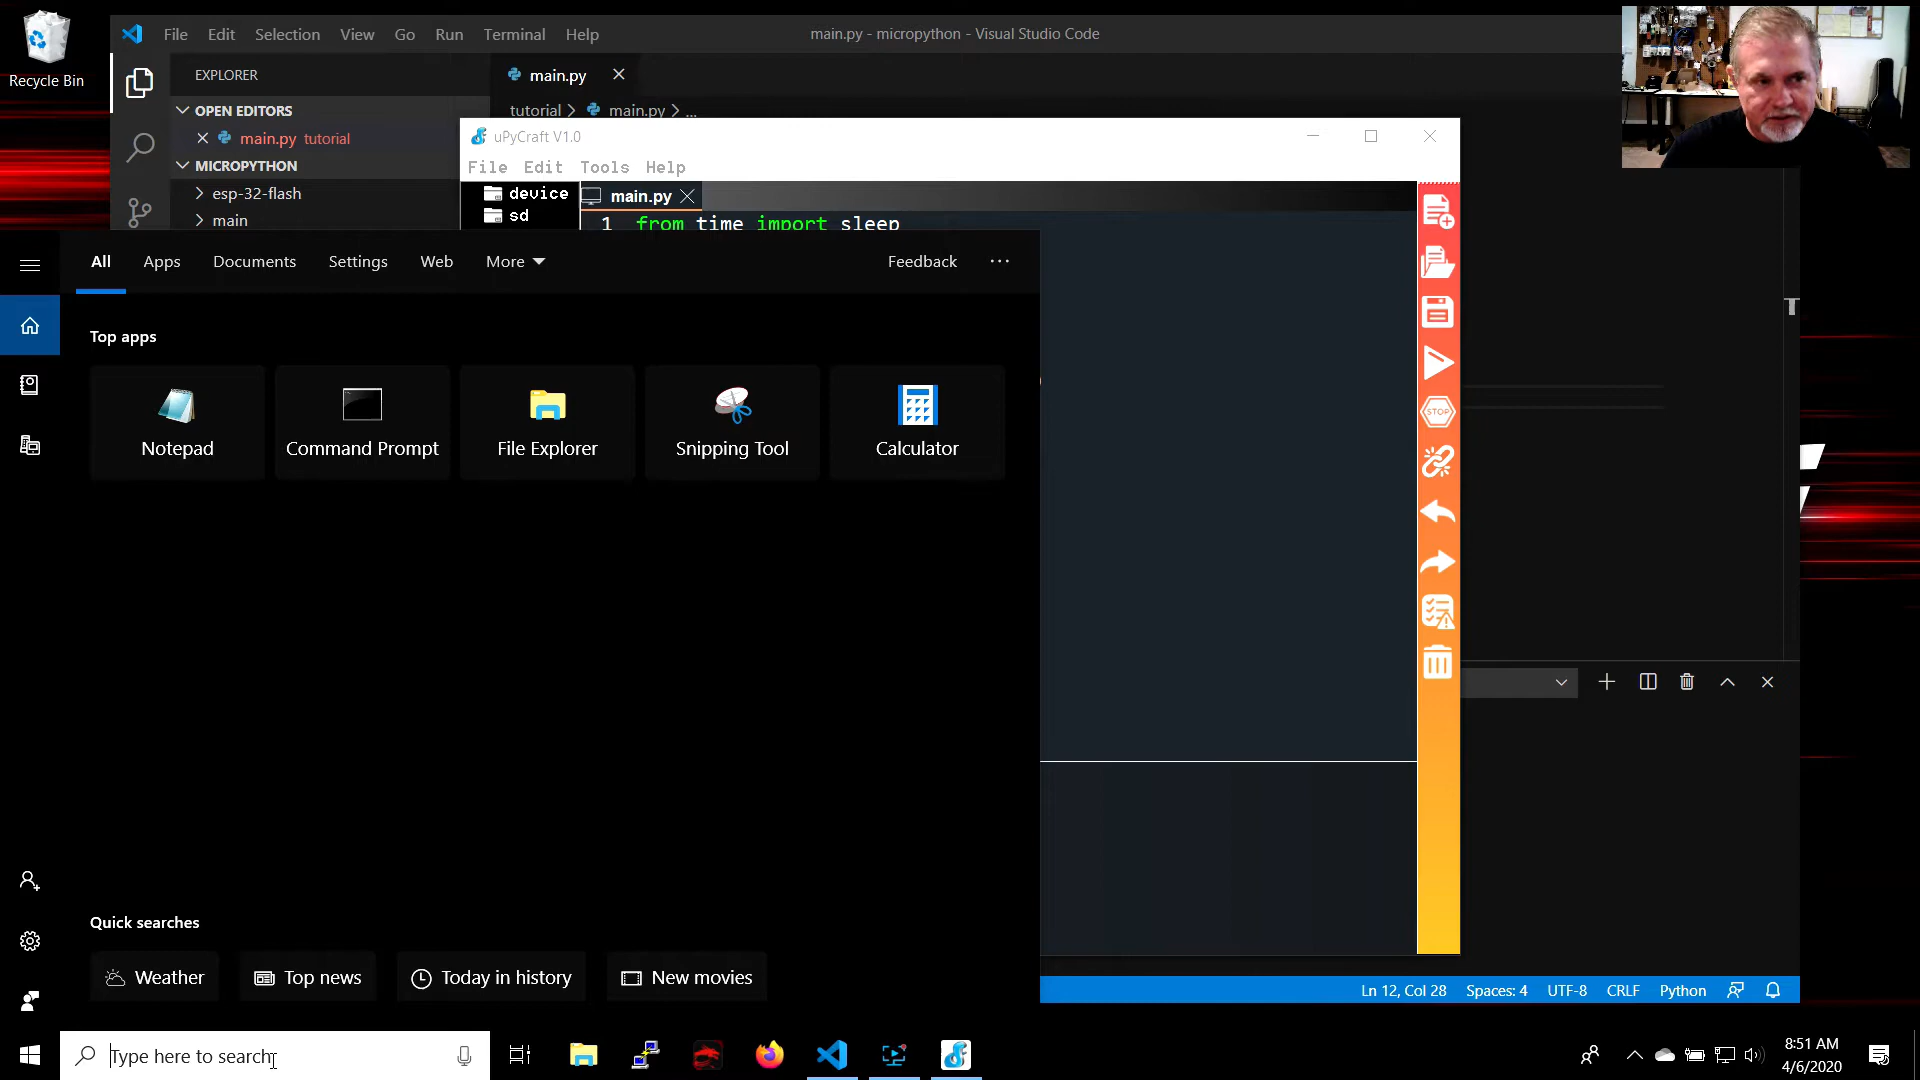 Recycle Bin
File Edit Selection View Go Run Terminal Help
main.py - micropython - Visual Studio Code
EXPLORER
main.py
OPEN EDITORS
tutorial > main.py > ...
main.py tutorial
MICROPYTHON
esp-32-flash
main
uPyCraft V1.0
File Edit Tools Help
device
sd
main.py
1 from time import sleep
STOP
All Apps Documents Settings Web More Feedback ...
Top apps
Notepad Command Prompt File Explorer Snipping Tool Calculator
Quick searches
Weather Top news Today in history New movies
Ln 12, Col 28 Spaces: 4 UTF-8 CRLF Python
Type here to search
8:51 AM
4/6/2020